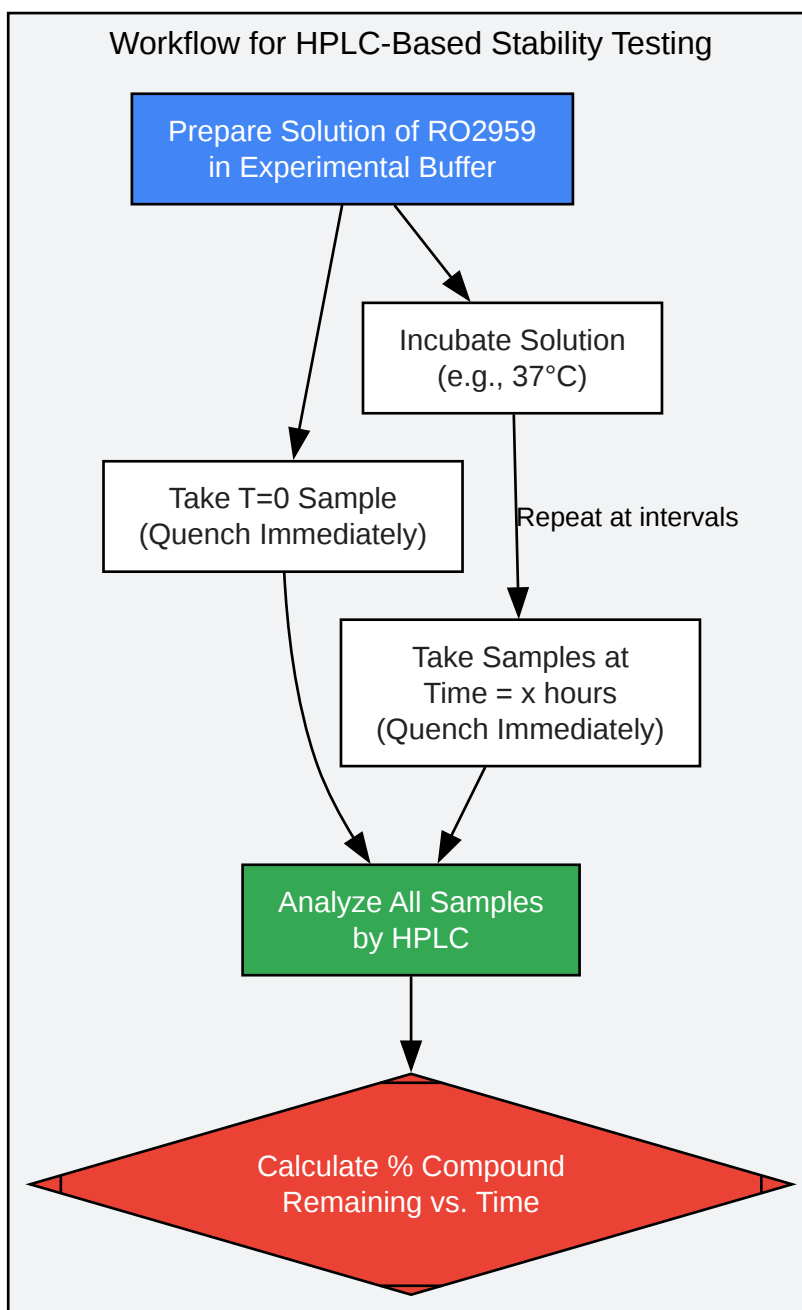 Workflow for HPLC-Based Stability Testing
Prepare Solution of RO2959
in Experimental Buffer
Incubate Solution
(e.g., 37°C)
Take T=0 Sample
(Quench Immediately)
Repeat at intervals
Take Samples at
Time = x hours
(Quench Immediately)
Analyze All Samples
by HPLC
Calculate % Compound
Remaining vs. Time